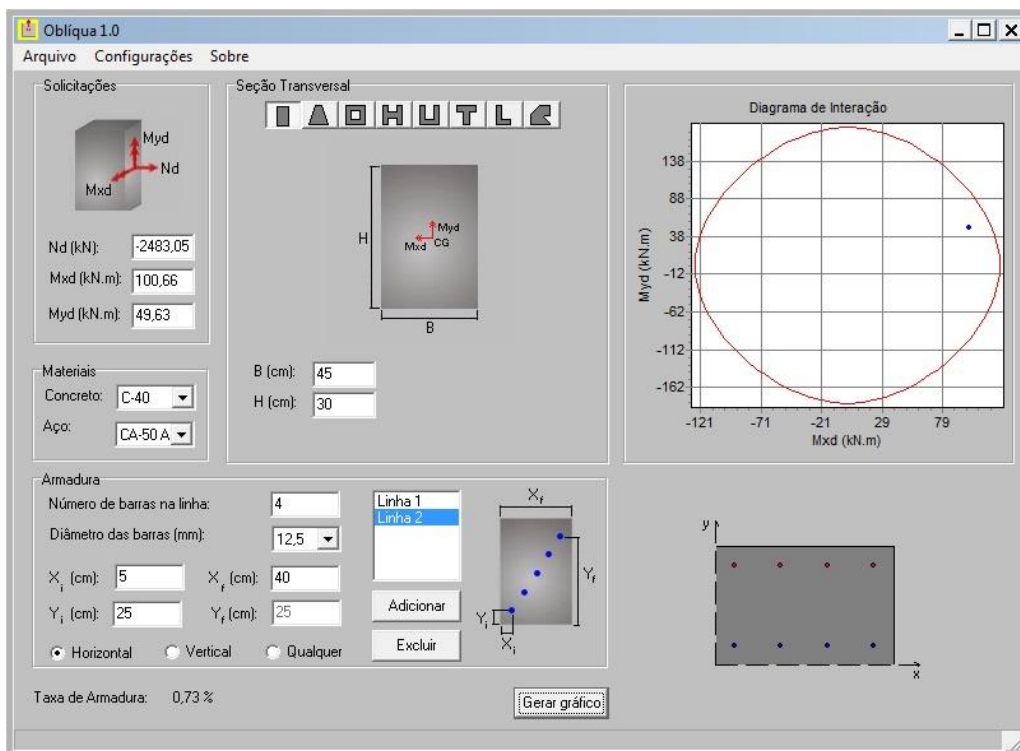 Oblíqua 1.0
Arquivo Configurações Sobre
Solicitações
Myd
Nd
Mxd
Nd (kN): -2483,05
Mxd (kN.m): 100,66
Myd (kN.m): 49,63
Materiais
Concreto: C-40
Aço: CA-50 A
Seção Transversal
H
Myd
Mxd CG
B
B (cm): 45
H (cm): 30
Diagrama de Interação
Myd (kN.m)
138
88
38
-12
-62
-112
-162
-121 -71 -21 29 79
Mxd (kN.m)
Armadura
Número de barras na linha: 4
Diâmetro das barras (mm): 12,5
Xi (cm): 5 Xf (cm): 40
Yi (cm): 25 Yf (cm): 25
Horizontal Vertical Qualquer
Linha 1
Linha 2
Adicionar
Excluir
Xf
Yf
Yi
Xi
y
x
Taxa de Armadura: 0,73 %
Gerar gráfico